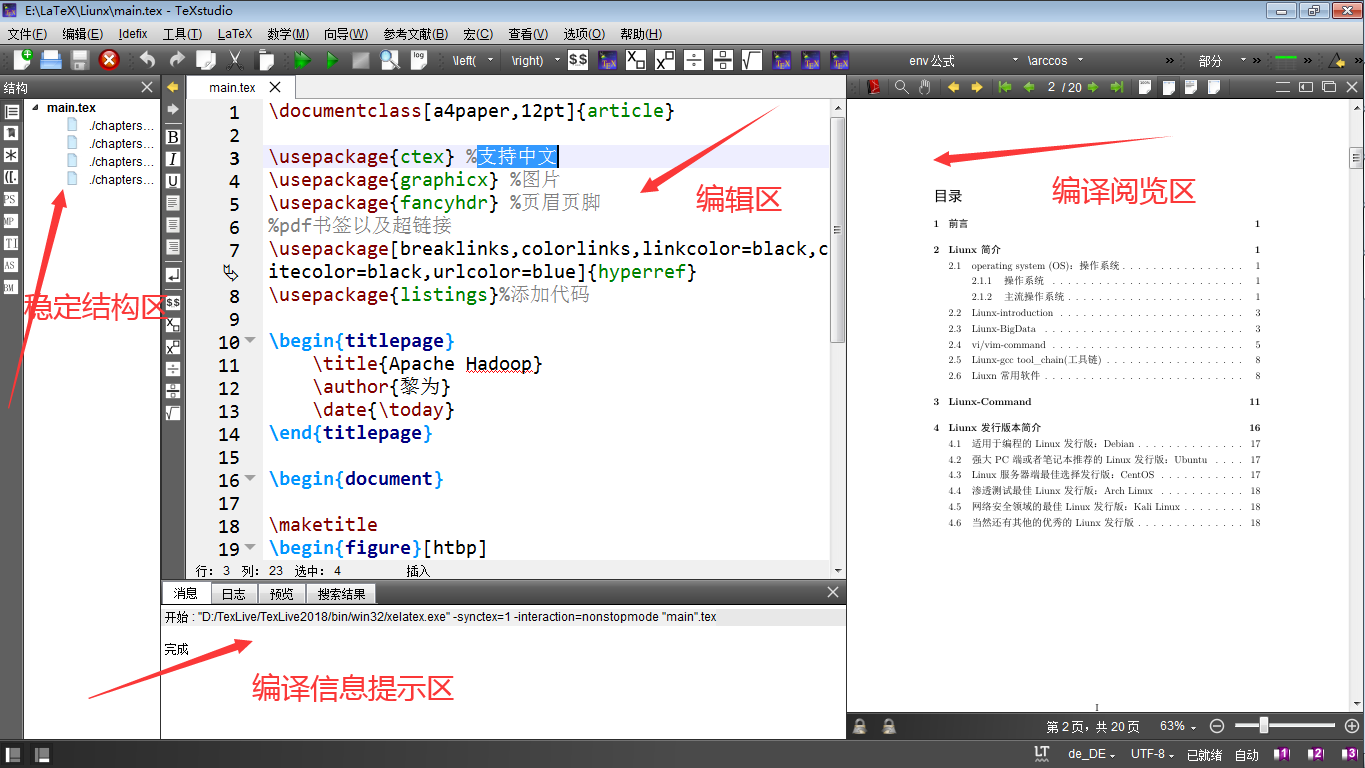 E:\LaTeX\Liunx\main.tex - TeXstudio
文件(F) 编辑(E) Idefix 工具(T) LaTeX 数学(M) 向导(W) 参考文献(B) 宏(C) 查看(V) 选项(O) 帮助(H)
log \left( \right) $$ env 公式 \arccos » 部分 » »
结构
main.tex
./chapters...
./chapters...
./chapters...
./chapters...
PS
MP
TI
AS
BM
稳定结构区
main.tex
B
I
U
$$
1 \documentclass[a4paper,12pt]{article}
2
3 \usepackage{ctex} %支持中文
4 \usepackage{graphicx} %图片
5 \usepackage{fancyhdr} %页眉页脚
6 %pdf书签以及超链接
7 \usepackage[breaklinks,colorlinks,linkcolor=black,c
itecolor=black,urlcolor=blue]{hyperref}
8 \usepackage{listings}%添加代码
9
10 \begin{titlepage}
11 \title{Apache Hadoop}
12 \author{黎为}
13 \date{\today}
14 \end{titlepage}
15
16 \begin{document}
17
18 \maketitle
19 \begin{figure}[htbp]
编辑区
行: 3 列: 23 选中: 4 插入
消息 日志 预览 搜索结果
开始 : "D:/TexLive/TexLive2018/bin/win32/xelatex.exe" -synctex=1 -interaction=nonstopmode "main".tex
完成
编译信息提示区
2 / 20
编译阅览区
目录
1 前言 1
2 Liunx 简介 1
2.1 operating system (OS)：操作系统 . . . . . . . . . . . . . . . 1
2.1.1 操作系统 . . . . . . . . . . . . . . . . . . . . . . 1
2.1.2 主流操作系统 . . . . . . . . . . . . . . . . . . . . 1
2.2 Liunx-introduction . . . . . . . . . . . . . . . . . . . . . 3
2.3 Liunx-BigData . . . . . . . . . . . . . . . . . . . . . . . 3
2.4 vi/vim-command . . . . . . . . . . . . . . . . . . . . . . 5
2.5 Liunx-gcc tool_chain(工具链) . . . . . . . . . . . . . . . . 8
2.6 Liuxn 常用软件 . . . . . . . . . . . . . . . . . . . . . . . 8
3 Liunx-Command 11
4 Liunx 发行版本简介 16
4.1 适用于编程的 Linux 发行版：Debian . . . . . . . . . . . . . 17
4.2 强大 PC 端或者笔记本推荐的 Linux 发行版：Ubuntu . . . . 17
4.3 Linux 服务器端最佳选择发行版：CentOS . . . . . . . . . . 17
4.4 渗透测试最佳 Liunx 发行版：Arch Linux . . . . . . . . . . 18
4.5 网络安全领域的最佳 Linux 发行版：Kali Linux . . . . . . . . 18
4.6 当然还有其他的优秀的 Liunx 发行版 . . . . . . . . . . . . . 18
第 2 页，共 20 页 63%
LT de_DE UTF-8 已就绪 自动 1 2 3